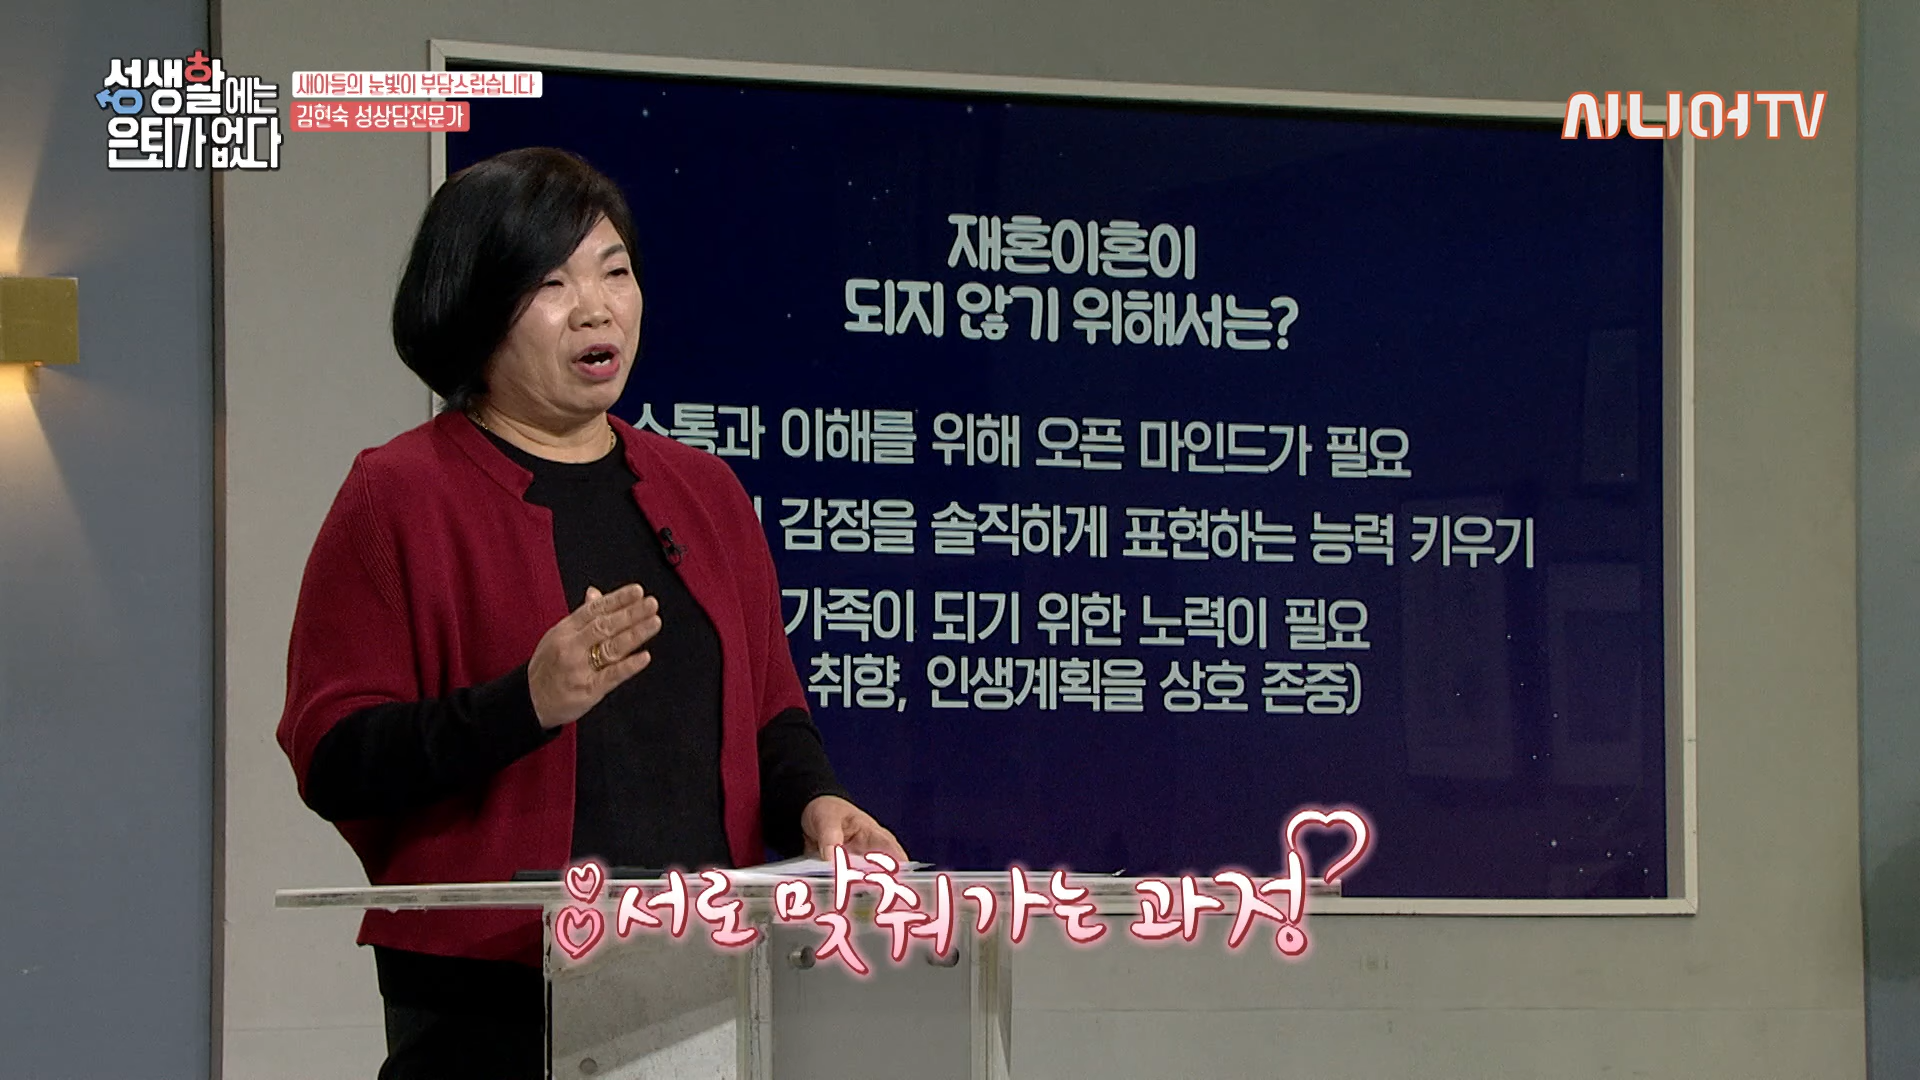 성생활에는
은퇴가 없다
새아들의 눈빛이 부담스럽습니다
김현숙 성상담전문가
시니어TV
재혼이혼이
되지 않기 위해서는?
소통과 이해를 위해 오픈 마인드가 필요
감정을 솔직하게 표현하는 능력 키우기
가족이 되기 위한 노력이 필요
취향, 인생계획을 상호 존중)
서로 맞춰가는 과정